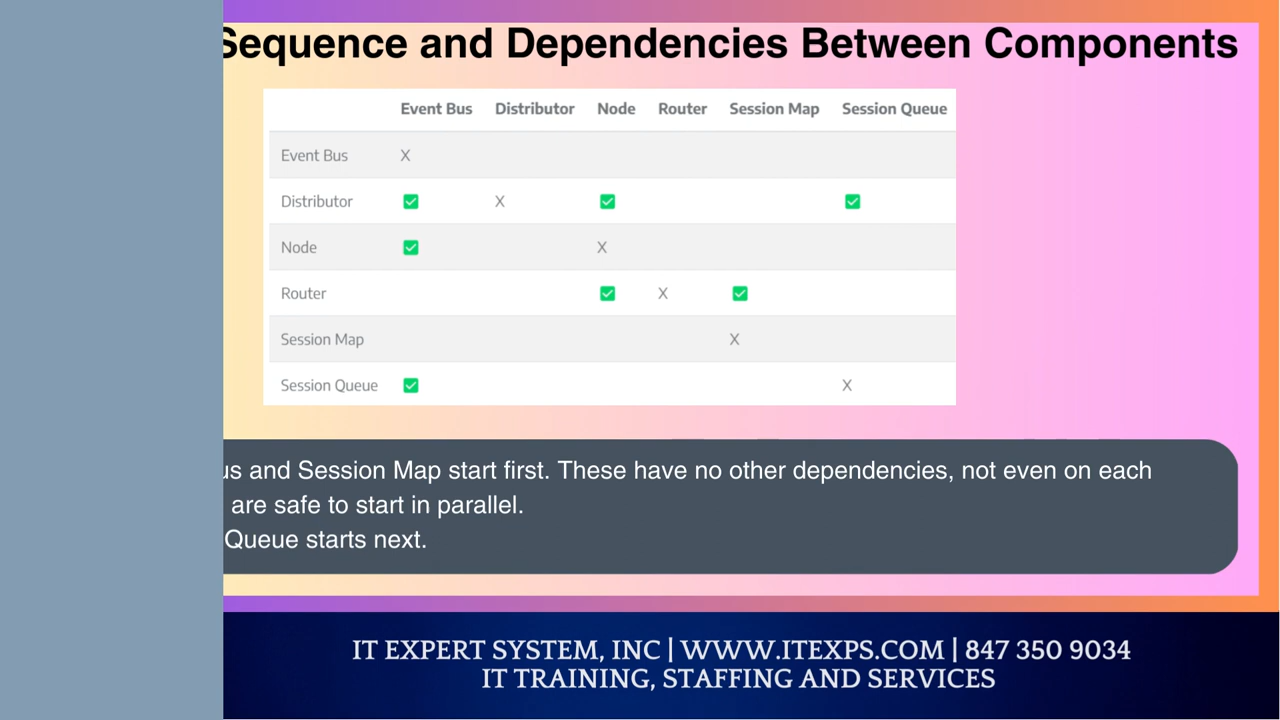 Sequence and Dependencies Between Components
Event Bus Distributor Node Router Session Map Session Queue
Event Bus X
Distributor ✅ X ✅ ✅
Node ✅ X
Router ✅ X ✅
Session Map X
Session Queue ✅ X
and Session Map start first. These have no other dependencies, not even on each
are safe to start in parallel.
Queue starts next.
IT EXPERT SYSTEM, INC | WWW.ITEXPS.COM | 847 350 9034
IT TRAINING, STAFFING AND SERVICES